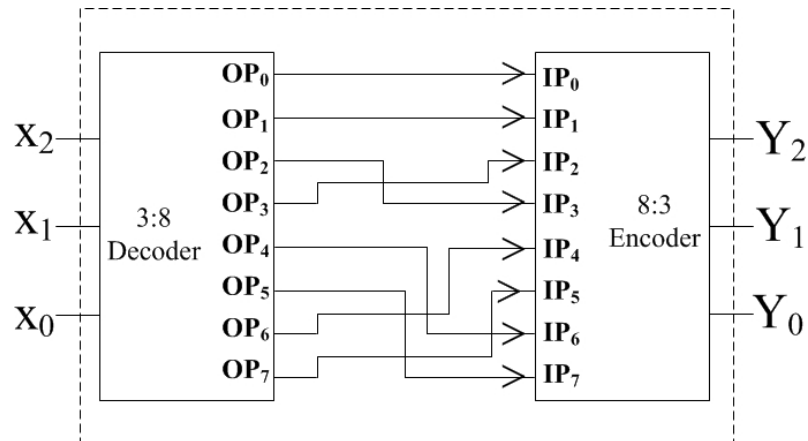 X₂
X₁
X₀
3:8
Decoder
OP₀
OP₁
OP₂
OP₃
OP₄
OP₅
OP₆
OP₇
IP₀
IP₁
IP₂
IP₃
IP₄
IP₅
IP₆
IP₇
8:3
Encoder
Y₂
Y₁
Y₀